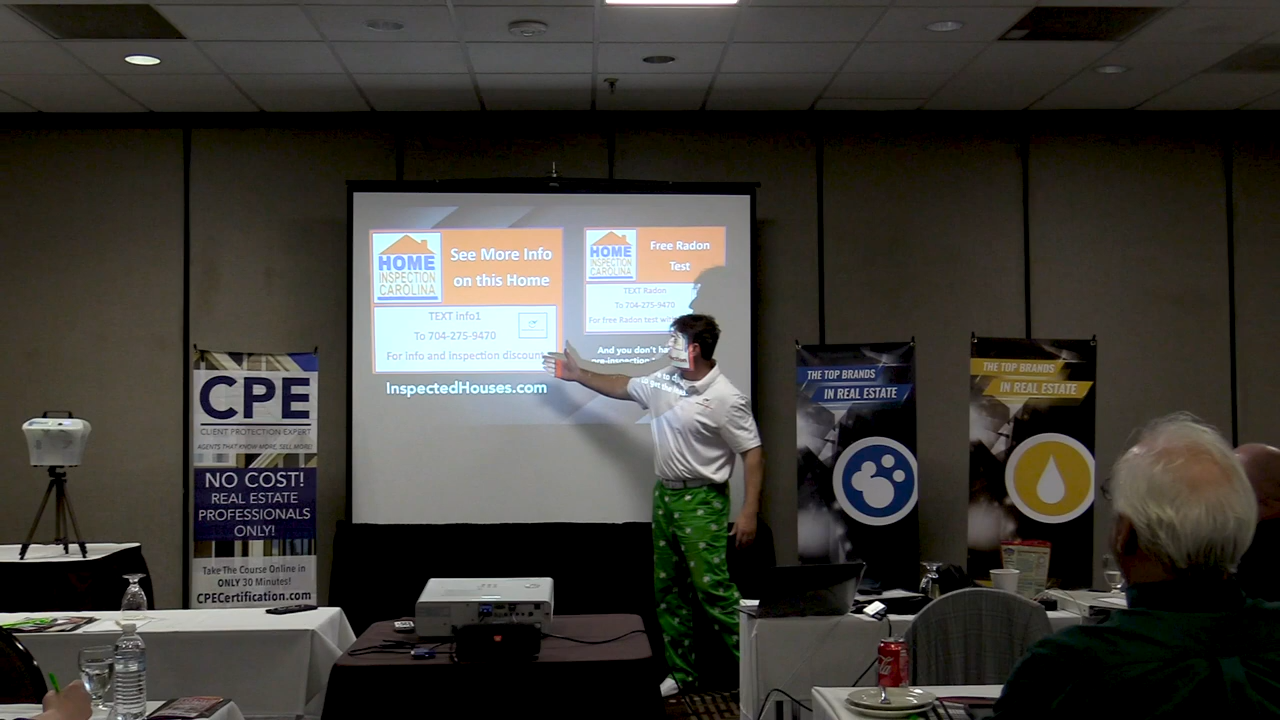 HOME
INSPECTION
CAROLINA
See More Info
on this Home
TEXT info1
To 704-275-9470
For info and inspection discount
InspectedHouses.com
HOME
INSPECTION
CAROLINA
Free Radon
Test
TEXT Radon
To 704-275-9470
For free Radon test with
And you don't
CPE
CLIENT PROTECTION EXPERT
AGENTS THAT KNOW MORE, SELL MORE!
NO COST!
REAL ESTATE
PROFESSIONALS
ONLY!
Take The Course Online in
ONLY 30 Minutes!
CPECertification.com
THE TOP BRANDS
IN REAL ESTATE
THE TOP BRANDS
IN REAL ESTATE